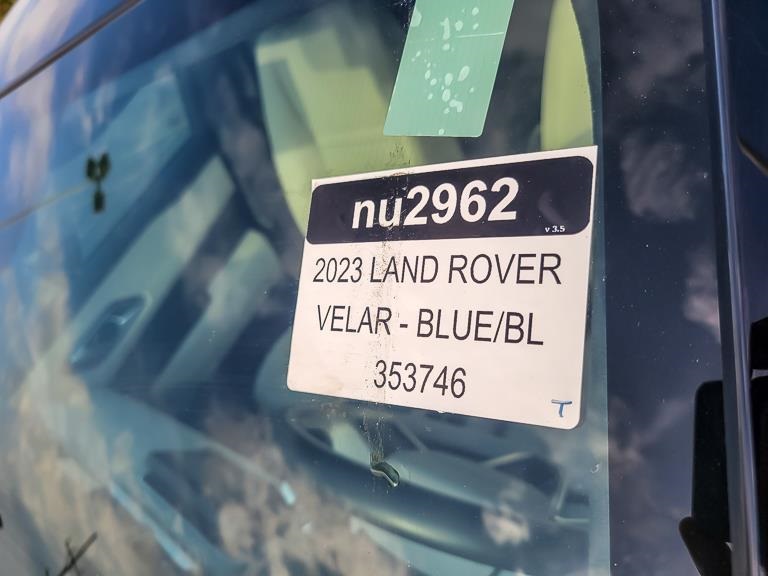 nu2962
v 3.5
2023 LAND ROVER
VELAR - BLUE/BL
353746
T